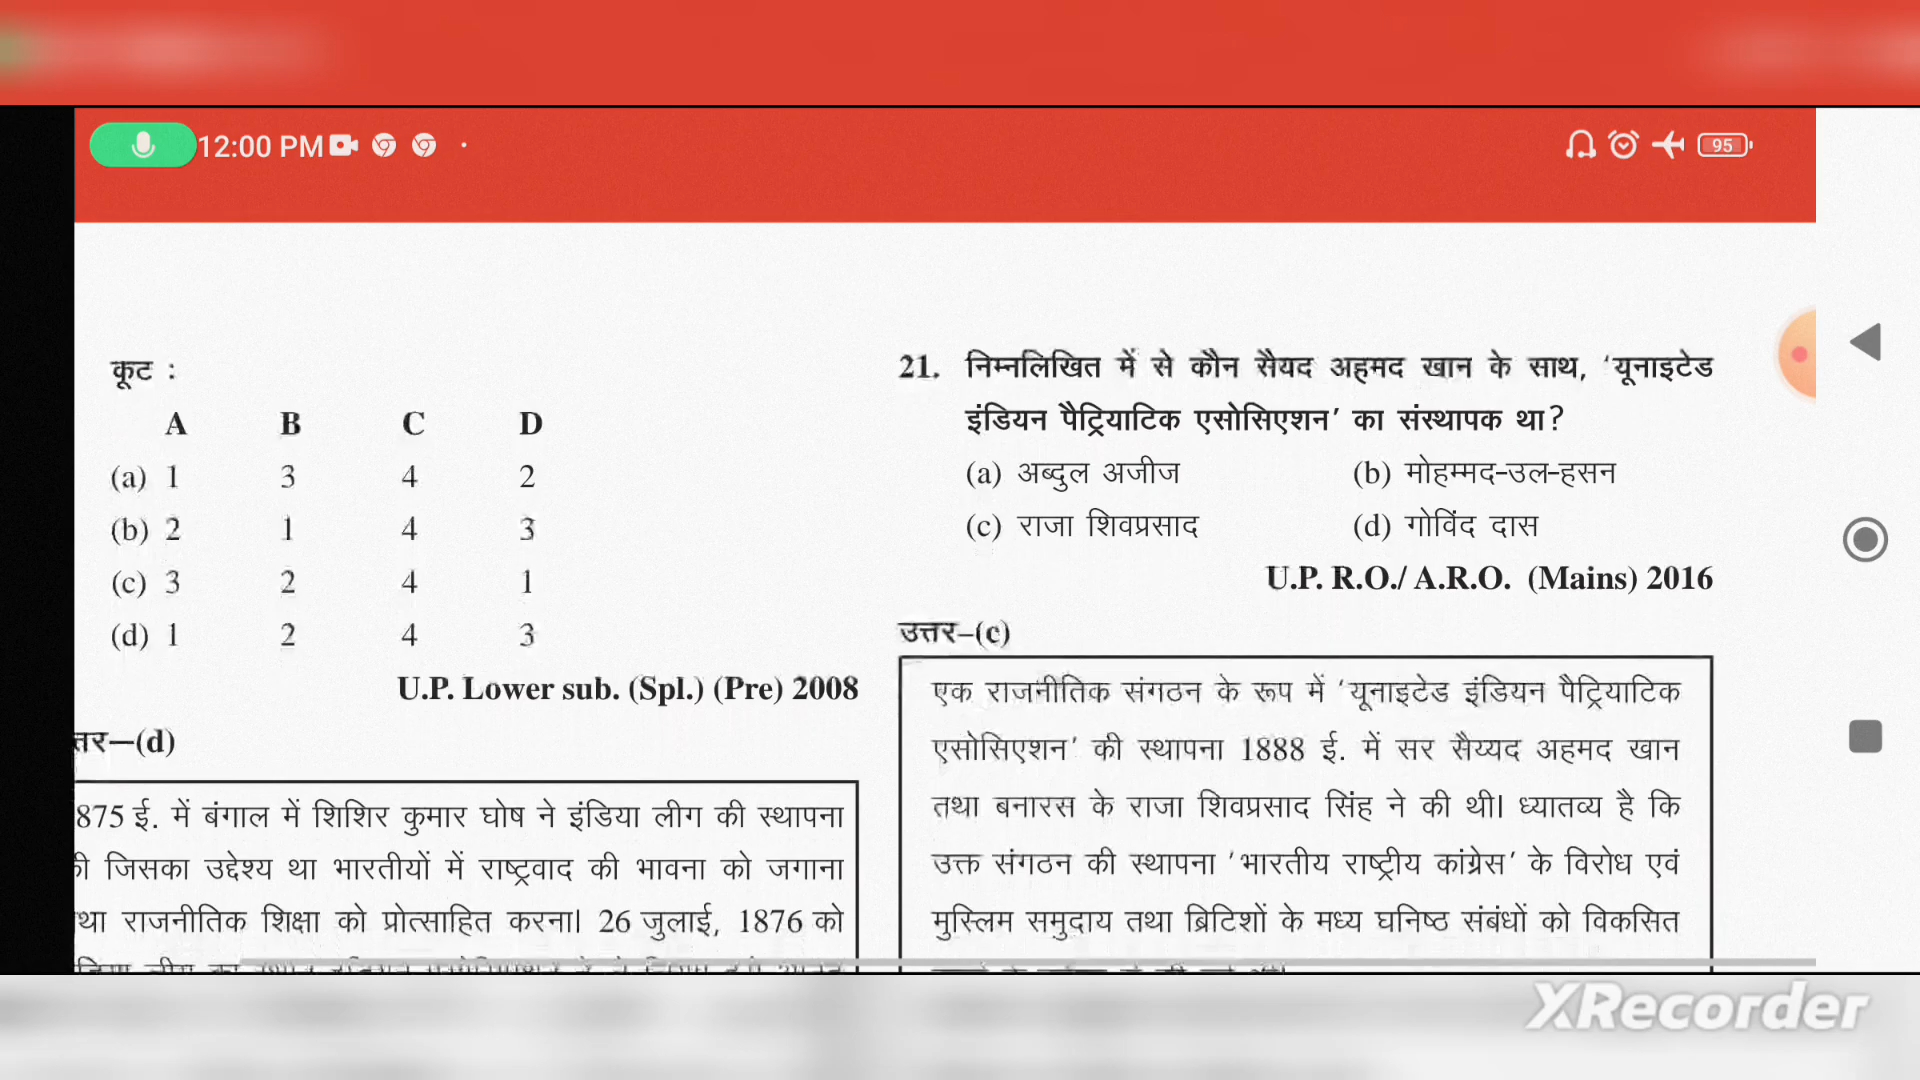 12:00 PM
95
कूट :
A B C D
(a) 1 3 4 2
(b) 2 1 4 3
(c) 3 2 4 1
(d) 1 2 4 3
U.P. Lower sub. (Spl.) (Pre) 2008
त्तर–(d)
875 ई. में बंगाल में शिशिर कुमार घोष ने इंडिया लीग की स्थापना
की जिसका उद्देश्य था भारतीयों में राष्ट्रवाद की भावना को जगाना
था राजनीतिक शिक्षा को प्रोत्साहित करना। 26 जुलाई, 1876 को
21. निम्नलिखित में से कौन सैयद अहमद खान के साथ, ‘यूनाइटेड
इंडियन पैट्रियाटिक एसोसिएशन’ का संस्थापक था?
(a) अब्दुल अजीज (b) मोहम्मद-उल-हसन
(c) राजा शिवप्रसाद (d) गोविंद दास
U.P. R.O./ A.R.O. (Mains) 2016
उत्तर–(c)
एक राजनीतिक संगठन के रूप में ‘यूनाइटेड इंडियन पैट्रियाटिक
एसोसिएशन’ की स्थापना 1888 ई. में सर सैय्यद अहमद खान
तथा बनारस के राजा शिवप्रसाद सिंह ने की थी। ध्यातव्य है कि
उक्त संगठन की स्थापना ‘भारतीय राष्ट्रीय कांग्रेस’ के विरोध एवं
मुस्लिम समुदाय तथा ब्रिटिशों के मध्य घनिष्ठ संबंधों को विकसित
XRecorder